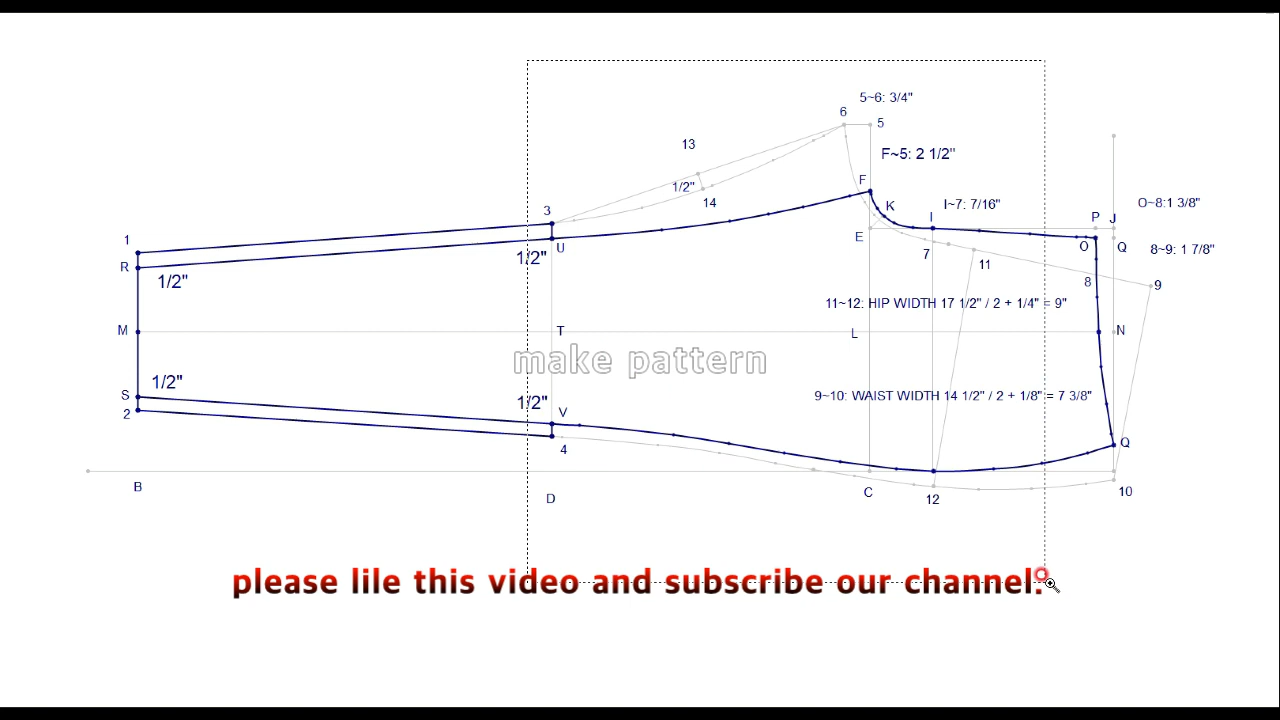 5~6: 3/4"
6
5
13
F~5: 2 1/2"
F
1/2"
14
K
I~7: 7/16"
O~8:1 3/8"
3
I
P
J
1
E
U
7
O
Q
8~9: 1 7/8"
R
1/2"
1/2"
11
8
9
11~12: HIP WIDTH 17 1/2" / 2 + 1/4" = 9"
M
T
L
N
make pattern
1/2"
S
1/2"
9~10: WAIST WIDTH 14 1/2" / 2 + 1/8" = 7 3/8"
2
V
4
Q
B
D
C
12
10
please lile this video and subscribe our channel.